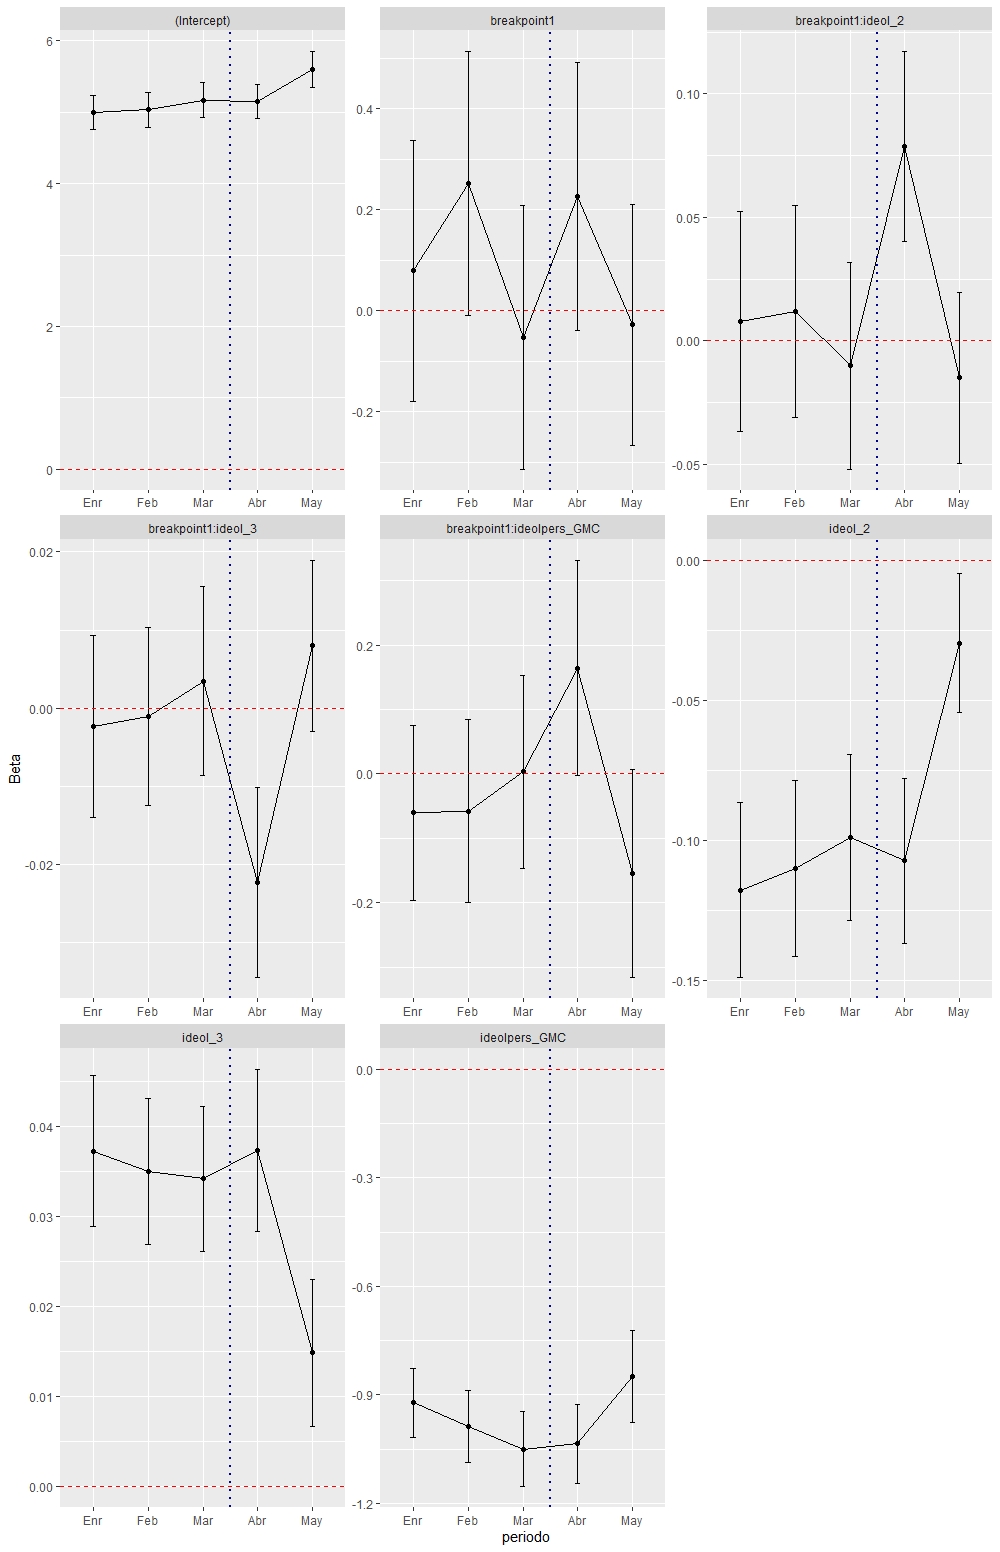 (Intercept)
breakpoint1
breakpoint1:ideol_2
6
4
2
0
0.4
0.2
0.0
-0.2
0.10
0.05
0.00
-0.05
Enr Feb Mar Abr May
Enr Feb Mar Abr May
Enr Feb Mar Abr May
breakpoint1:ideol_3
breakpoint1:ideolpers_GMC
ideol_2
0.02
0.00
-0.02
0.2
0.0
-0.2
0.00
-0.05
-0.10
-0.15
Beta
Enr Feb Mar Abr May
Enr Feb Mar Abr May
Enr Feb Mar Abr May
ideol_3
ideolpers_GMC
0.04
0.03
0.02
0.01
0.00
0.0
-0.3
-0.6
-0.9
-1.2
Enr Feb Mar Abr May
Enr Feb Mar Abr May
periodo